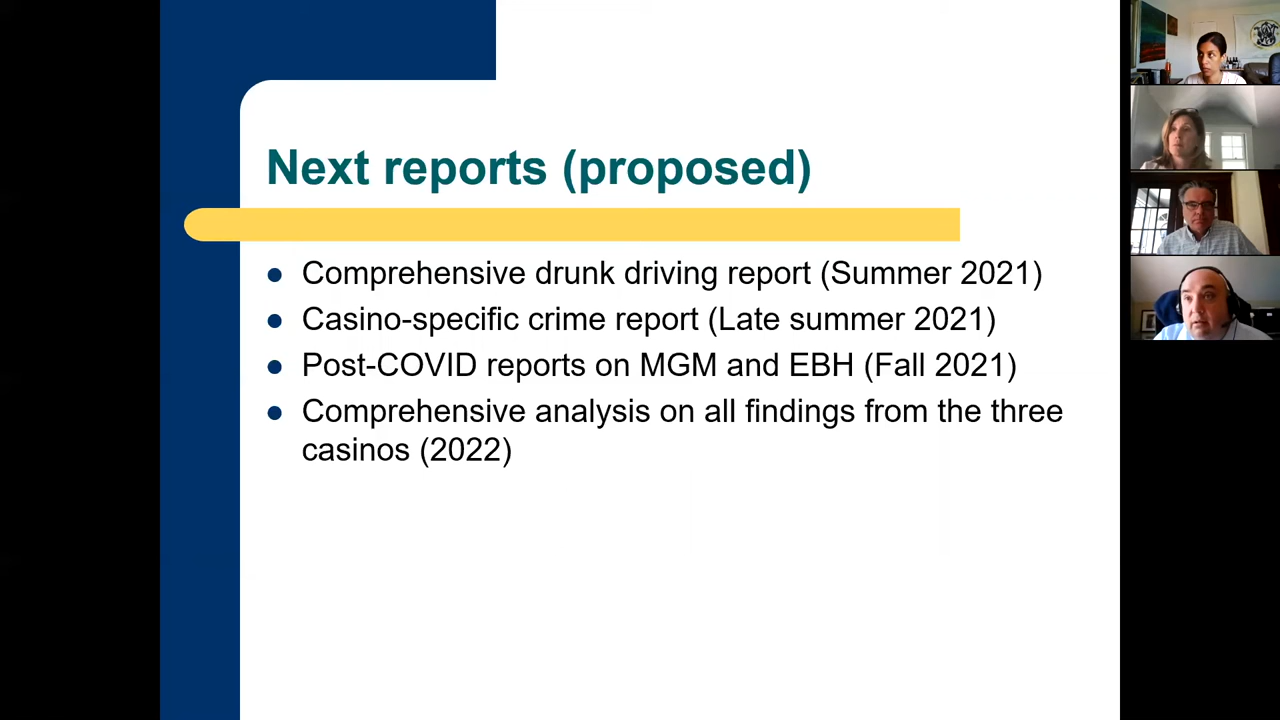 Next reports (proposed)
Comprehensive drunk driving report (Summer 2021)
Casino-specific crime report (Late summer 2021)
Post-COVID reports on MGM and EBH (Fall 2021)
Comprehensive analysis on all findings from the three
casinos (2022)